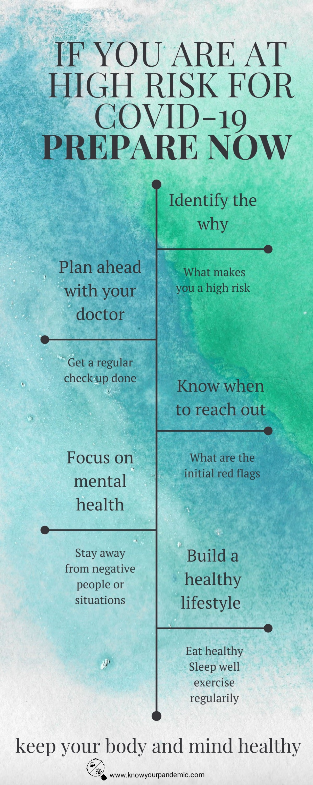 IF YOU ARE AT
HIGH RISK FOR
COVID-19
PREPARE NOW
Identify the
why
What makes
you a high risk
Plan ahead
with your
doctor
Get a regular
check up done
Know when
to reach out
What are the
initial red flags
Focus on
mental
health
Stay away
from negative
people or
situations
Build a
healthy
lifestyle
Eat healthy
Sleep well
exercise
regularily
keep your body and mind healthy
www.knowyourpandemic.com